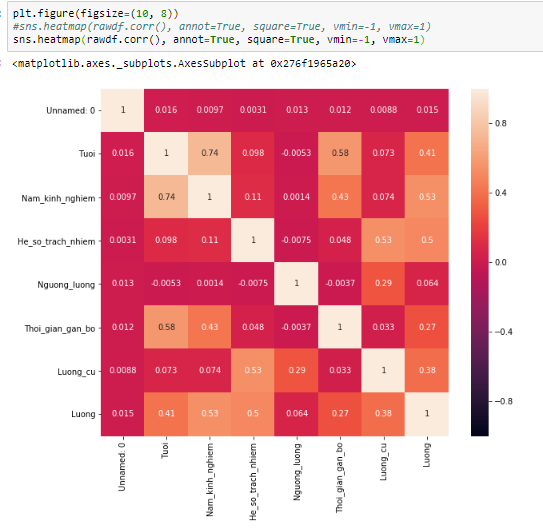 plt.figure(figsize=(10, 8))
#sns.heatmap(rawdf.corr(), annot=True, square=True, vmin=-1, vmax=1)
sns.heatmap(rawdf.corr(), annot=True, square=True, vmin=-1, vmax=1)
<matplotlib.axes._subplots.AxesSubplot at 0x276f1965a20>
Unnamed: 0 1 0.016 0.0097 0.0031 0.013 0.012 0.0088 0.015
Tuoi 0.016 1 0.74 0.098 -0.0053 0.58 0.073 0.41
Nam_kinh_nghiem 0.0097 0.74 1 0.11 0.0014 0.43 0.074 0.53
He_so_trach_nhiem 0.0031 0.098 0.11 1 -0.0075 0.048 0.53 0.5
Nguong_luong 0.013 -0.0053 0.0014 -0.0075 1 -0.0037 0.29 0.064
Thoi_gian_gan_bo 0.012 0.58 0.43 0.048 -0.0037 1 0.033 0.27
Luong_cu 0.0088 0.073 0.074 0.53 0.29 0.033 1 0.38
Luong 0.015 0.41 0.53 0.5 0.064 0.27 0.38 1
Unnamed: 0
Tuoi
Nam_kinh_nghiem
He_so_trach_nhiem
Nguong_luong
Thoi_gian_gan_bo
Luong_cu
Luong
0.8
0.4
0.0
-0.4
-0.8